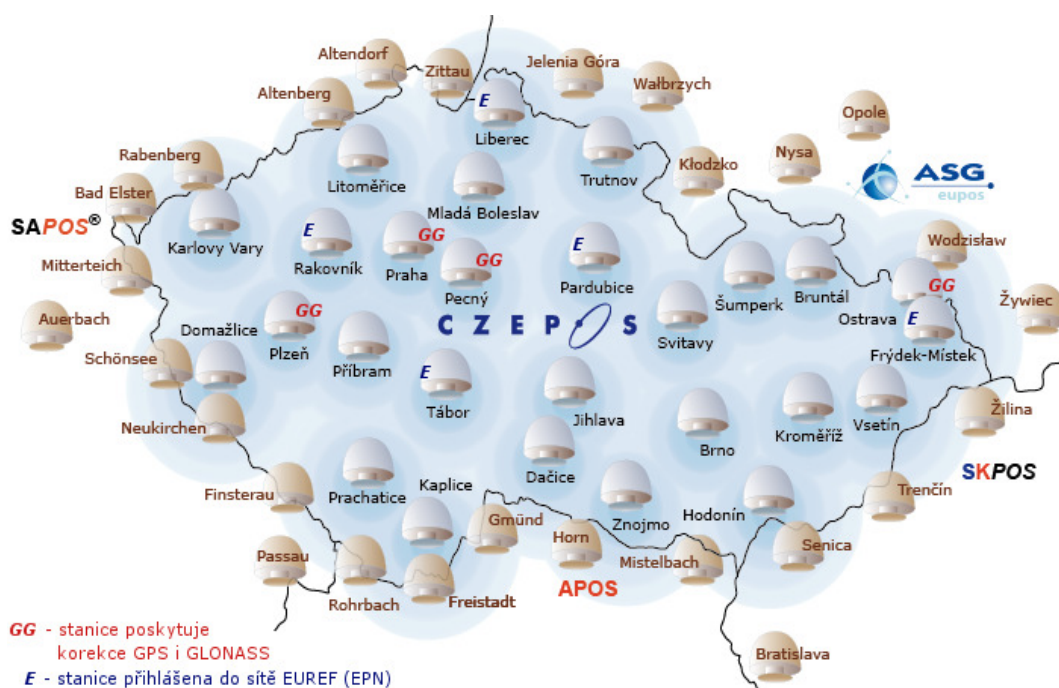 Altendorf
Zittau
Jelenia Góra
Wałbrzych
Altenberg
Opole
Liberec
E
Rabenberg
Litoměřice
Trutnov
Kłodzko
Nysa
ASG
eupos
Bad Elster
Mladá Boleslav
SAPOS®
Karlovy Vary
E
Rakovník
GG
Praha
GG
Pecný
E
Pardubice
Wodzisław
Mitterteich
Šumperk
Bruntál
GG
Ostrava
Żywiec
Auerbach
Domažlice
GG
Plzeň
CZEPOS
Svitavy
E
Frýdek-Místek
Schönsee
Příbram
E
Tábor
Jihlava
Brno
Kroměříž
Vsetín
Žilina
Neukirchen
Finsterau
Prachatice
Kaplice
Dačice
Znojmo
Hodonín
Trenčín
SKPOS
Gmünd
Horn
Mistelbach
Senica
Passau
Rohrbach
Freistadt
APOS
Bratislava
GG - stanice poskytuje
korekce GPS i GLONASS
E - stanice přihlášena do sítě EUREF (EPN)